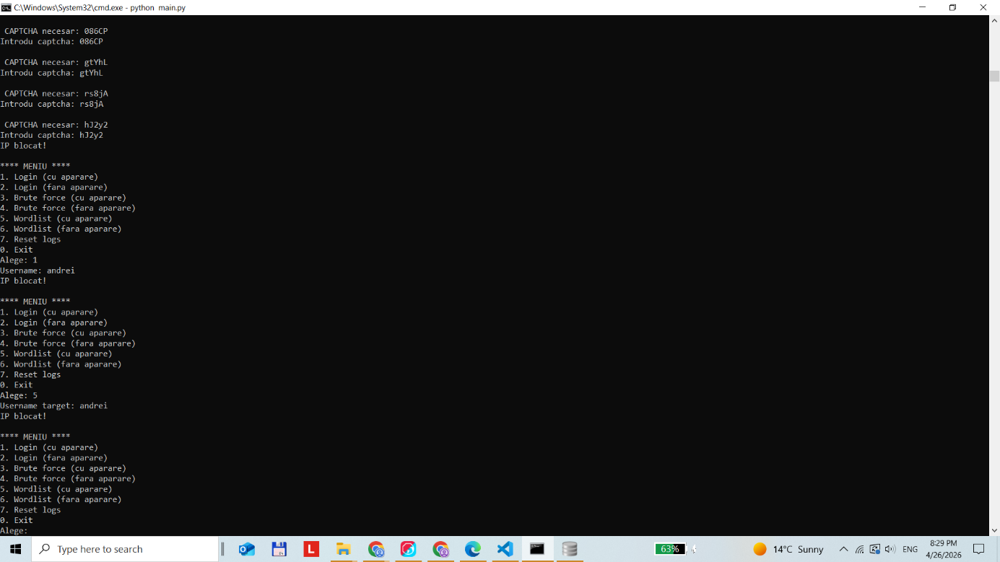 C:\Windows\System32\cmd.exe - python  main.py
CAPTCHA necesar: 086CP
Introdu captcha: 086CP
CAPTCHA necesar: gtYhL
Introdu captcha: gtYhL
CAPTCHA necesar: rs8jA
Introdu captcha: rs8jA
CAPTCHA necesar: hJ2y2
Introdu captcha: hJ2y2
IP blocat!
**** MENIU ****
1. Login (cu aparare)
2. Login (fara aparare)
3. Brute force (cu aparare)
4. Brute force (fara aparare)
5. Wordlist (cu aparare)
6. Wordlist (fara aparare)
7. Reset logs
0. Exit
Alege: 1
Username: andrei
IP blocat!
**** MENIU ****
1. Login (cu aparare)
2. Login (fara aparare)
3. Brute force (cu aparare)
4. Brute force (fara aparare)
5. Wordlist (cu aparare)
6. Wordlist (fara aparare)
7. Reset logs
0. Exit
Alege: 5
Username target: andrei
IP blocat!
**** MENIU ****
1. Login (cu aparare)
2. Login (fara aparare)
3. Brute force (cu aparare)
4. Brute force (fara aparare)
5. Wordlist (cu aparare)
6. Wordlist (fara aparare)
7. Reset logs
0. Exit
Alege:
Type here to search
L
63%
14°C Sunny
ENG
8:29 PM
4/26/2026